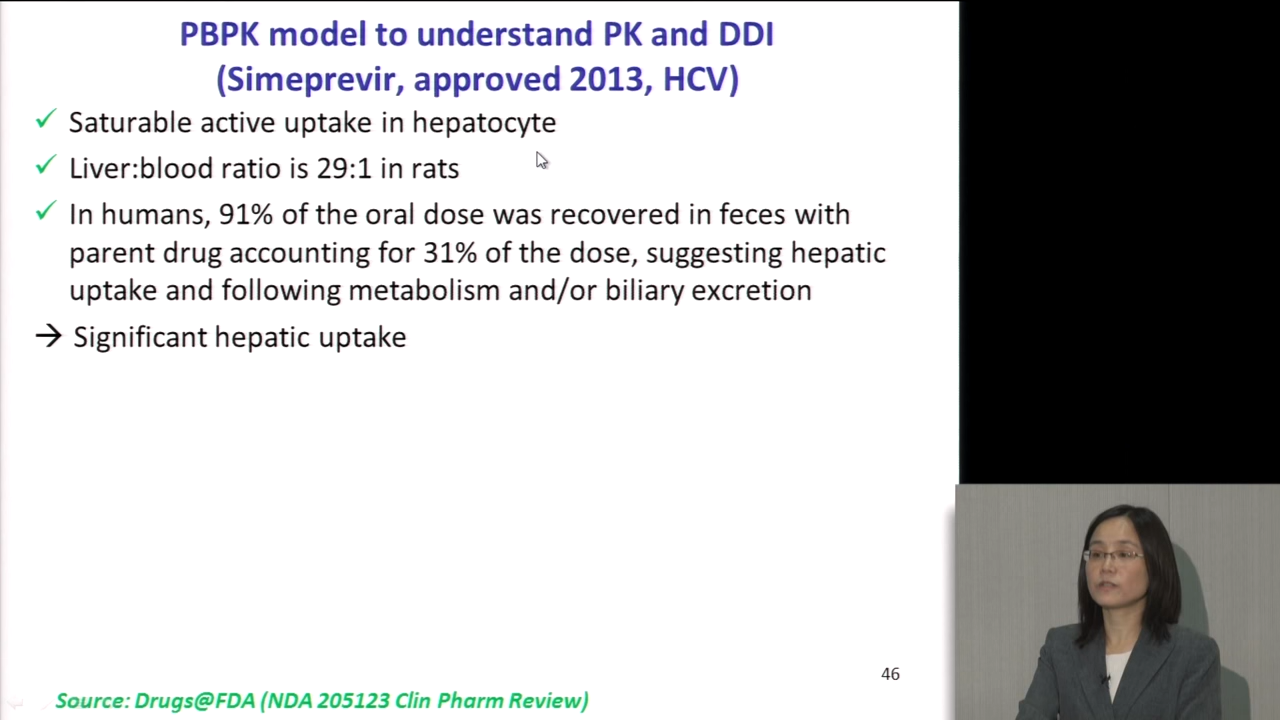 PBPK model to understand PK and DDI
(Simeprevir, approved 2013, HCV)
✓ Saturable active uptake in hepatocyte
✓ Liver:blood ratio is 29:1 in rats
✓ In humans, 91% of the oral dose was recovered in feces with
parent drug accounting for 31% of the dose, suggesting hepatic
uptake and following metabolism and/or biliary excretion
→ Significant hepatic uptake
46
Source: Drugs@FDA (NDA 205123 Clin Pharm Review)